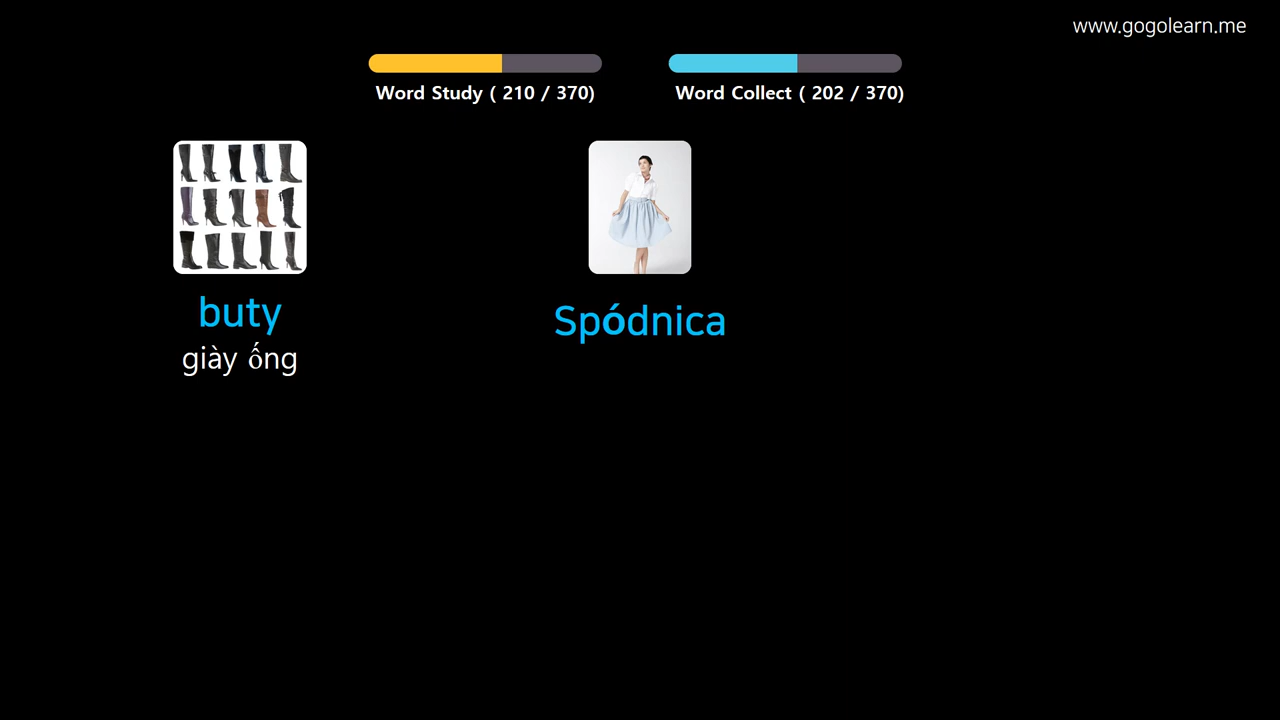 www.gogolearn.me
Word Study ( 210 / 370)
Word Collect ( 202 / 370)
buty
giày ống
Spódnica